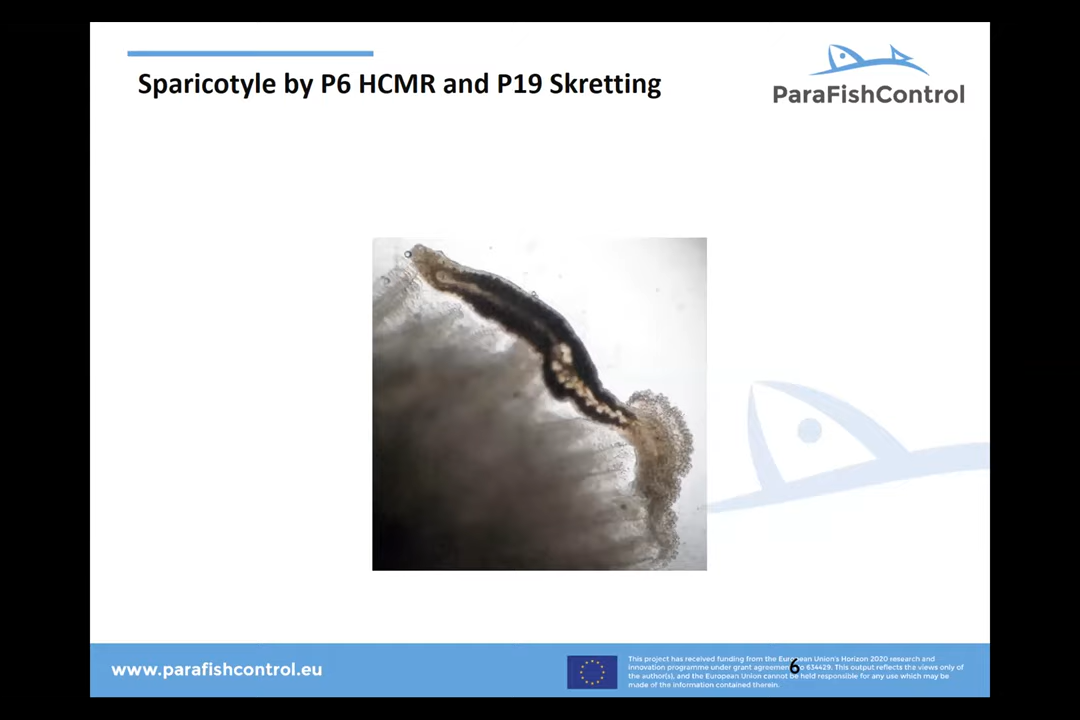 Sparicotyle by P6 HCMR and P19 Skretting
ParaFishControl
www.parafishcontrol.eu
This project has received funding from the European Union's Horizon 2020 research and
innovation programme under grant agreement 634429. This output reflects the views only of
the author(s), and the European Union cannot be held responsible for any use which may be
made of the information contained therein.
6